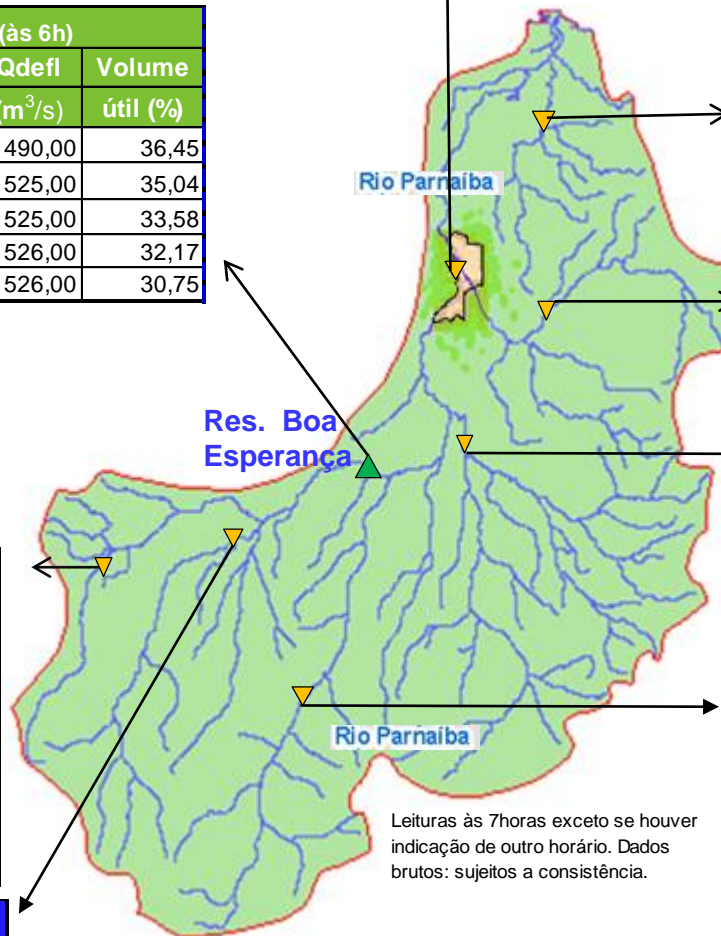 (às 6h)
Qdefl Volume
(m³/s) útil (%)
490,00 36,45
525,00 35,04
525,00 33,58
526,00 32,17
526,00 30,75
Rio Parnaíba
Res. Boa
Esperança
Rio Parnaíba
Leituras às 7horas exceto se houver
indicação de outro horário. Dados
brutos: sujeitos a consistência.